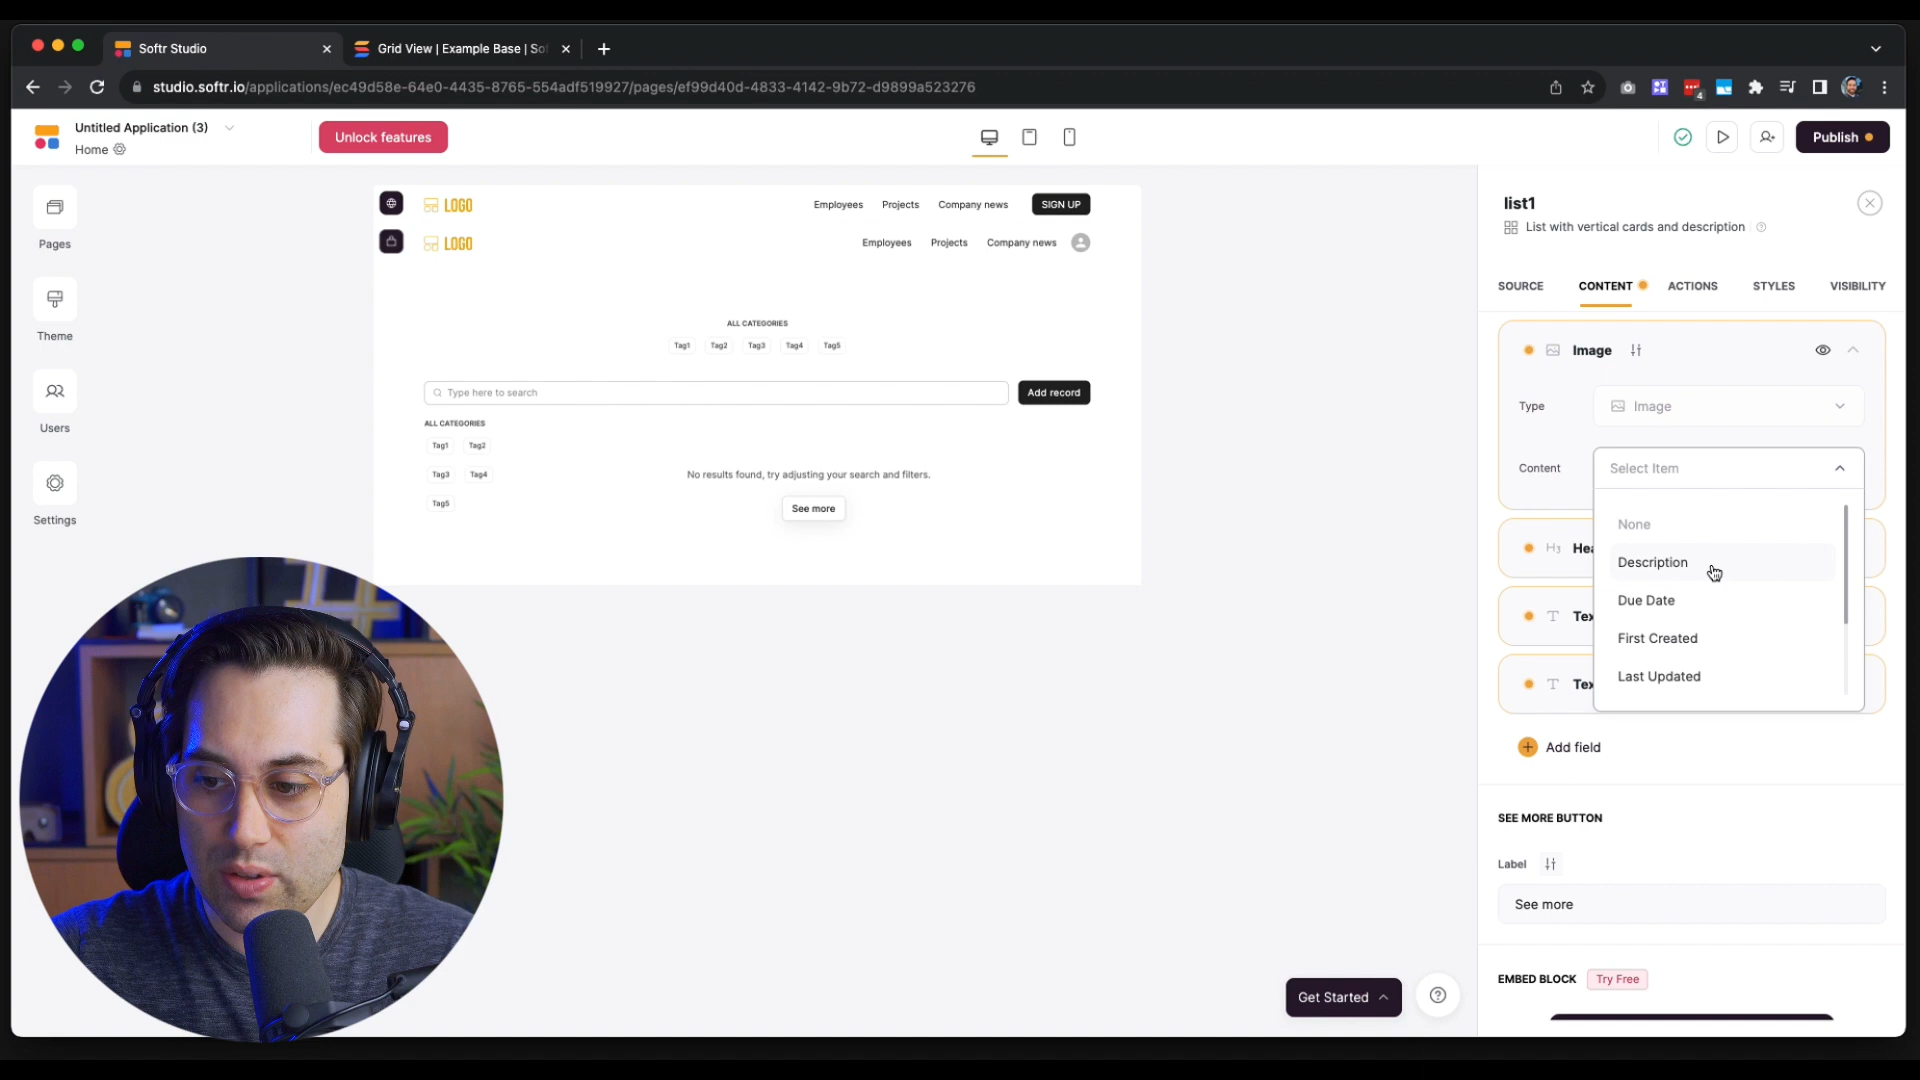 Softr Studio
Grid View | Example Base | So
studio.softr.io/applications/ec49d58e-64e0-4435-8765-554adf519927/pages/ef99d40d-4833-4142-9b72-d9899a523276
4
Untitled Application (3)
Home
Unlock features
Publish
Pages
Theme
Users
Settings
LOGO
Employees
Projects
Company news
SIGN UP
LOGO
Employees
Projects
Company news
ALL CATEGORIES
Tag1
Tag2
Tag3
Tag4
Tag5
Type here to search
Add record
ALL CATEGORIES
Tag1
Tag2
Tag3
Tag4
Tag5
No results found, try adjusting your search and filters.
See more
list1
List with vertical cards and description
SOURCE
CONTENT
ACTIONS
STYLES
VISIBILITY
Image
Type
Image
Content
Select Item
None
Description
Due Date
First Created
Last Updated
H3
Hea
T
Tex
T
Tex
Add field
SEE MORE BUTTON
Label
See more
EMBED BLOCK
Try Free
Get Started